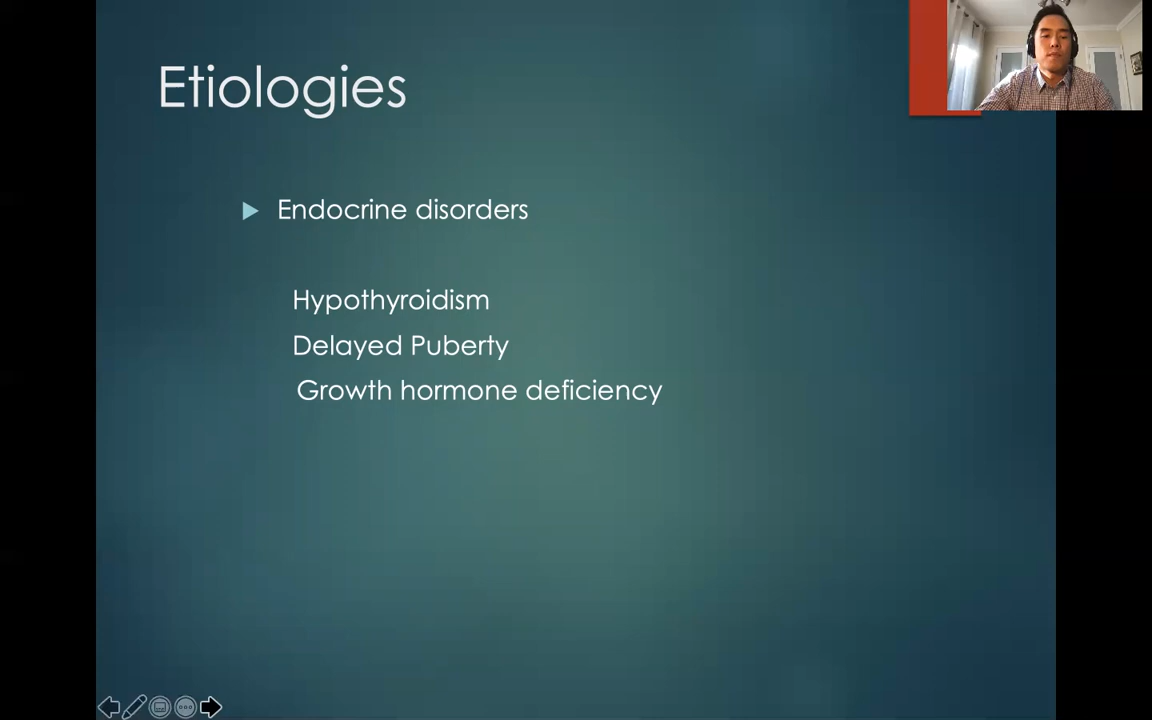 Etiologies
Endocrine disorders
Hypothyroidism
Delayed Puberty
Growth hormone deficiency